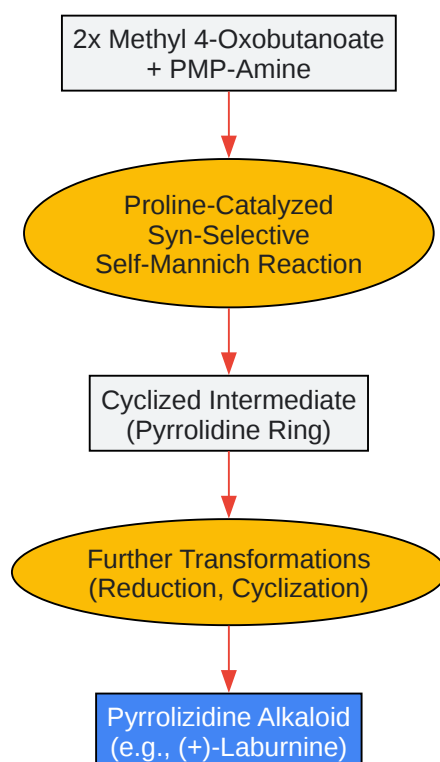 2x Methyl 4-Oxobutanoate
+ PMP-Amine
Proline-Catalyzed
Syn-Selective
Self-Mannich Reaction
Cyclized Intermediate
(Pyrrolidine Ring)
Further Transformations
(Reduction, Cyclization)
Pyrrolizidine Alkaloid
(e.g., (+)-Laburnine)